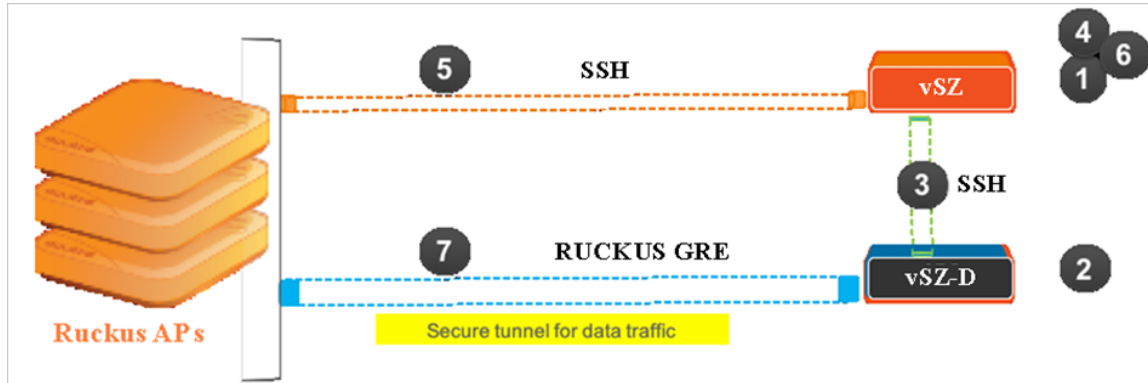 4
5
SSH
vSZ
6
1
3
SSH
7
RUCKUS GRE
vSZ-D
2
Ruckus APs
Secure tunnel for data traffic